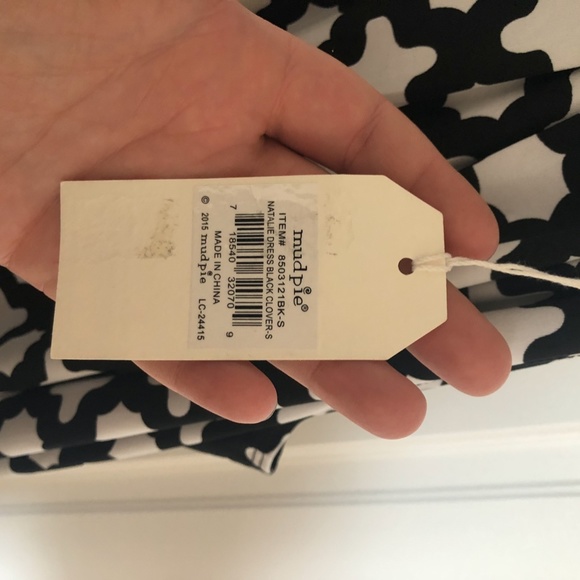 mudpie®
ITEM# 8503121BK-S
NATALIE DRESS BLACK CLOVER-S
7 18540 32070 9
MADE IN CHINA
© 2015 mudpie LC-24415